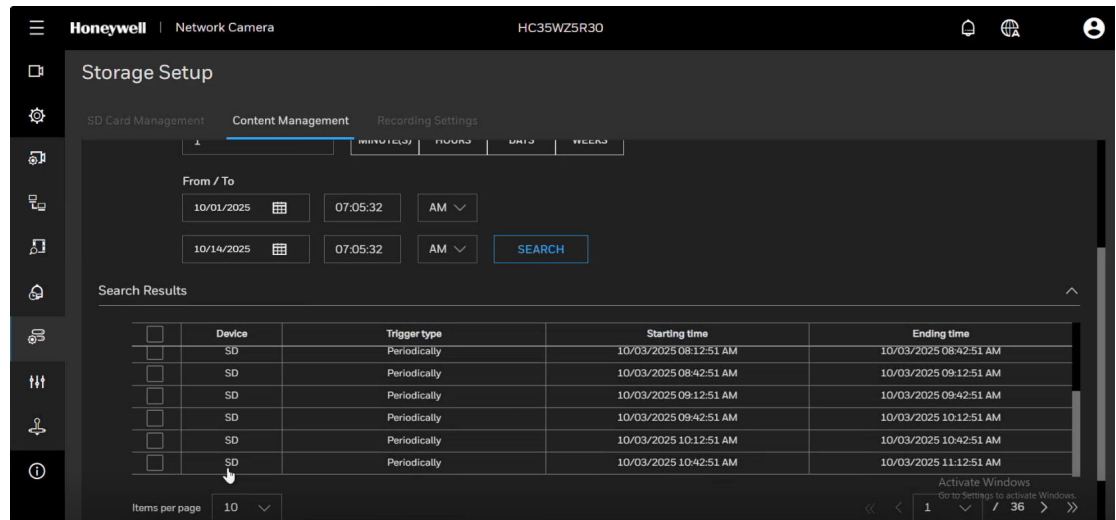 Honeywell | Network Camera HC35WZ5R30
Storage Setup
SD Card Management Content Management Recording Settings
1 MINUTE(S) HOURS DAYS WEEKS
From / To
10/01/2025 07:05:32 AM
10/14/2025 07:05:32 AM SEARCH
Search Results
Device Trigger type Starting time Ending time
SD Periodically 10/03/2025 08:12:51 AM 10/03/2025 08:42:51 AM
SD Periodically 10/03/2025 08:42:51 AM 10/03/2025 09:12:51 AM
SD Periodically 10/03/2025 09:12:51 AM 10/03/2025 09:42:51 AM
SD Periodically 10/03/2025 09:42:51 AM 10/03/2025 10:12:51 AM
SD Periodically 10/03/2025 10:12:51 AM 10/03/2025 10:42:51 AM
SD Periodically 10/03/2025 10:42:51 AM 10/03/2025 11:12:51 AM
Activate Windows
Go to Settings to activate Windows.
Items per page 10 << < 1 / 36 > >>